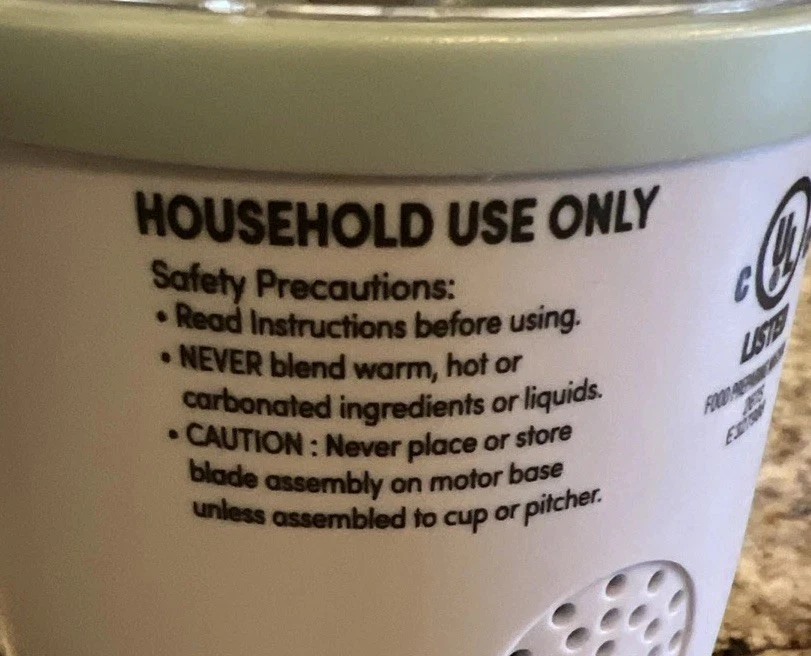 HOUSEHOLD USE ONLY
Safety Precautions:
• Read Instructions before using.
• NEVER blend warm, hot or
carbonated ingredients or liquids.
• CAUTION : Never place or store
blade assembly on motor base
unless assembled to cup or pitcher.
C UL
LISTED
FOOD